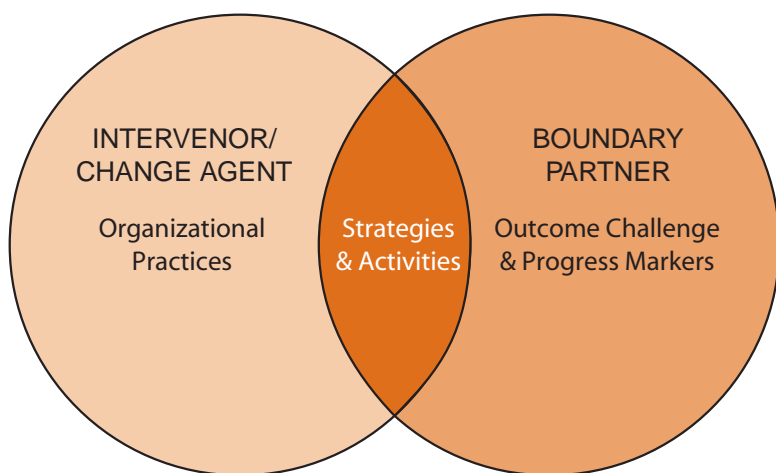 INTERVENOR/
CHANGE AGENT
Organizational
Practices
Strategies
& Activities
BOUNDARY
PARTNER
Outcome Challenge
& Progress Markers